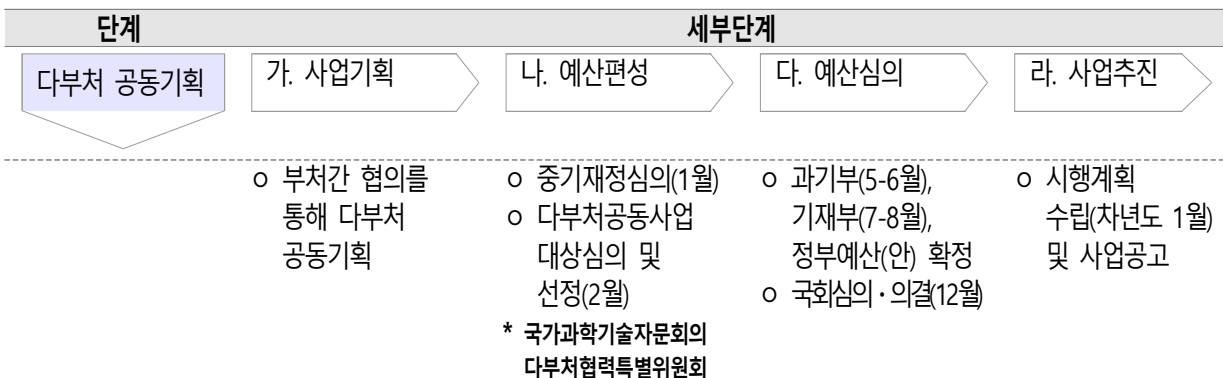 단계 세부단계
다부처 공동기획
가. 사업기획
나. 예산편성
다. 예산심의
라. 사업추진
o 부처간 협의를
통해 다부처
공동기획
o 중기재정심의(1월)
o 다부처공동사업
대상심의 및
선정(2월)
* 국가과학기술자문회의
다부처협력특별위원회
o 과기부(5-6월),
기재부(7-8월),
정부예산(안) 확정
o 국회심의・의결(12월)
o 시행계획
수립(차년도 1월)
및 사업공고